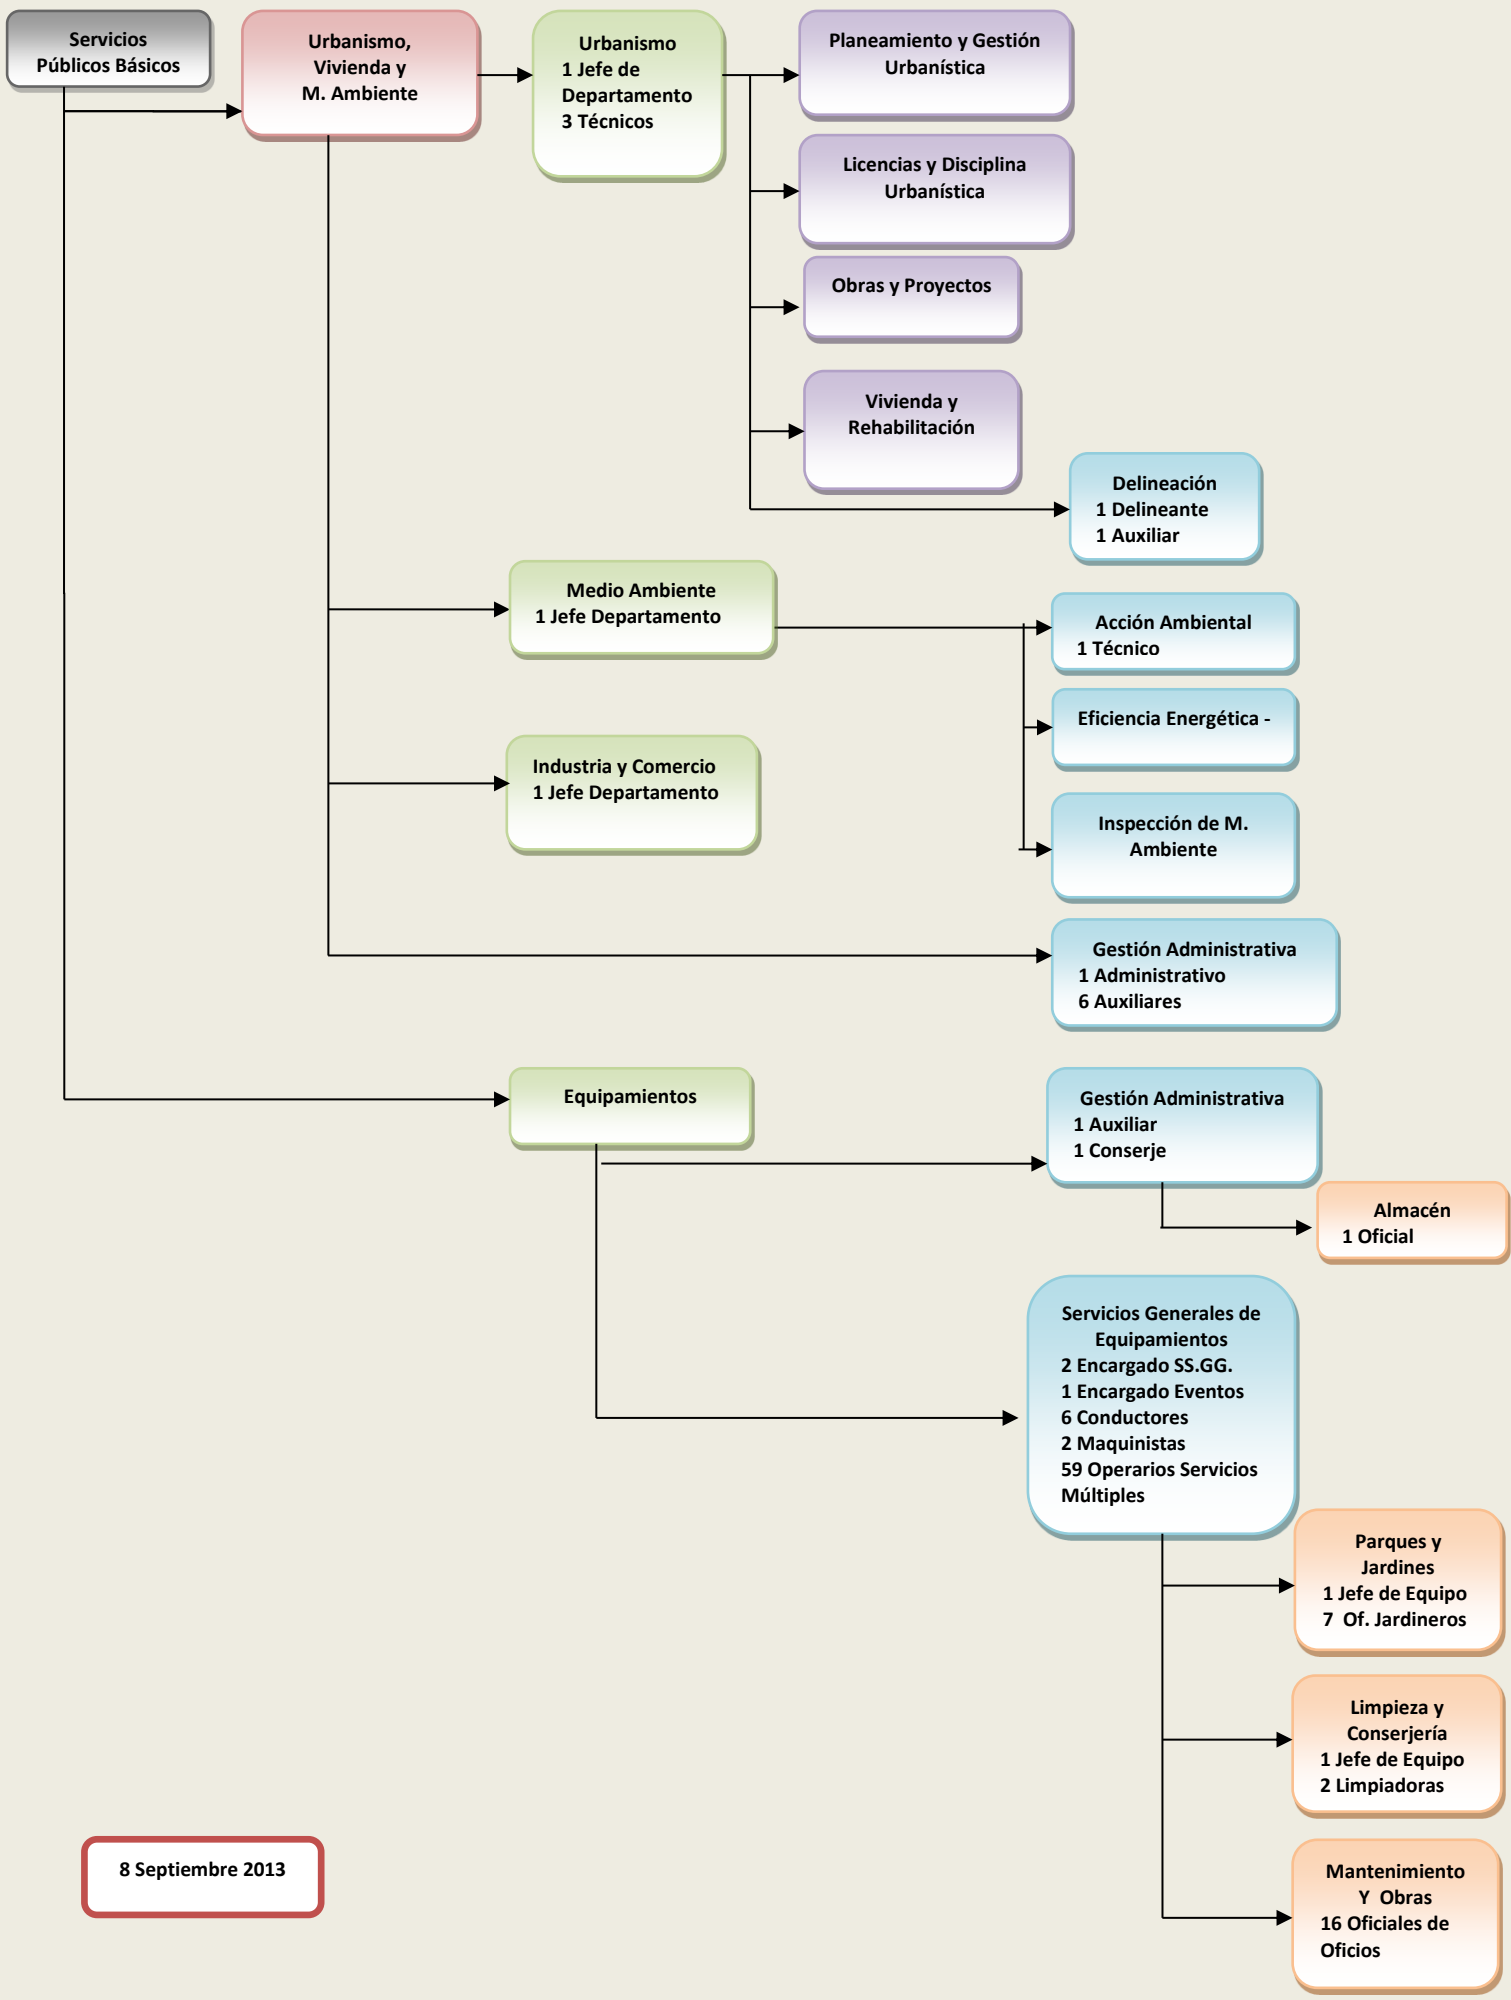 Servicios
Públicos Básicos
Urbanismo,
Vivienda y
M. Ambiente
Urbanismo
1 Jefe de
Departamento
3 Técnicos
Planeamiento y Gestión
Urbanística
Licencias y Disciplina
Urbanística
Obras y Proyectos
Vivienda y
Rehabilitación
Delineación
1 Delineante
1 Auxiliar
Medio Ambiente
1 Jefe Departamento
Acción Ambiental
1 Técnico
Eficiencia Energética -
Industria y Comercio
1 Jefe Departamento
Inspección de M.
Ambiente
Gestión Administrativa
1 Administrativo
6 Auxiliares
Equipamientos
Gestión Administrativa
1 Auxiliar
1 Conserje
Almacén
1 Oficial
Servicios Generales de
Equipamientos
2 Encargado SS.GG.
1 Encargado Eventos
6 Conductores
2 Maquinistas
59 Operarios Servicios
Múltiples
Parques y
Jardines
1 Jefe de Equipo
7 Of. Jardineros
Limpieza y
Conserjería
1 Jefe de Equipo
2 Limpiadoras
Mantenimiento
Y Obras
16 Oficiales de
Oficios
8 Septiembre 2013